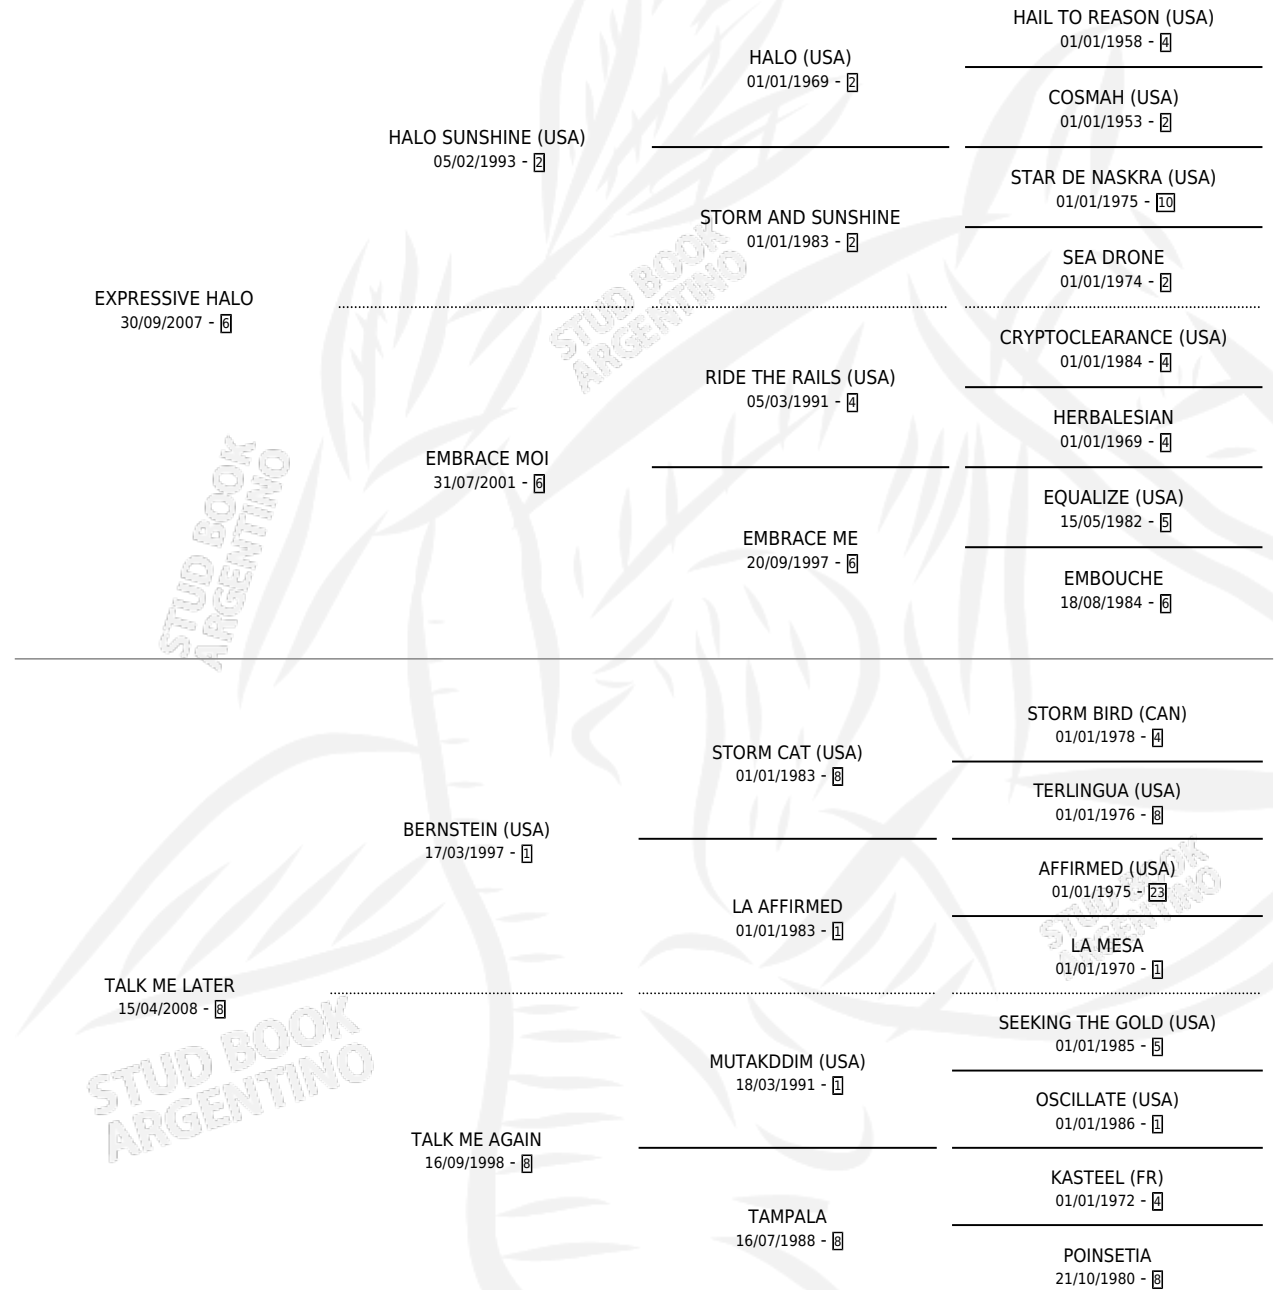 HAIL TO REASON (USA)
01/01/1958 - 4
HALO (USA)
01/01/1969 - 2
COSMAH (USA)
01/01/1953 - 2
HALO SUNSHINE (USA)
05/02/1993 - 2
STAR DE NASKRA (USA)
01/01/1975 - 10
STORM AND SUNSHINE
01/01/1983 - 2
SEA DRONE
01/01/1974 - 2
EXPRESSIVE HALO
30/09/2007 - 6
CRYPTOCLEARANCE (USA)
01/01/1984 - 4
RIDE THE RAILS (USA)
05/03/1991 - 4
HERBALESIAN
01/01/1969 - 4
EMBRACE MOI
31/07/2001 - 6
EQUALIZE (USA)
15/05/1982 - 5
EMBRACE ME
20/09/1997 - 6
EMBOUCHE
18/08/1984 - 6
STORM BIRD (CAN)
01/01/1978 - 4
STORM CAT (USA)
01/01/1983 - 8
TERLINGUA (USA)
01/01/1976 - 8
BERNSTEIN (USA)
17/03/1997 - 1
AFFIRMED (USA)
01/01/1975 - 23
LA AFFIRMED
01/01/1983 - 1
LA MESA
01/01/1970 - 1
TALK ME LATER
15/04/2008 - 8
SEEKING THE GOLD (USA)
01/01/1985 - 5
MUTAKDDIM (USA)
18/03/1991 - 1
OSCILLATE (USA)
01/01/1986 - 1
TALK ME AGAIN
16/09/1998 - 8
KASTEEL (FR)
01/01/1972 - 4
TAMPALA
16/07/1988 - 8
POINSETIA
21/10/1980 - 8
STUD BOOK
ARGENTINO
STUD BOOK
ARGENTINO
STUD BOOK
ARGENTINO
STUD BOOK
ARGENTINO